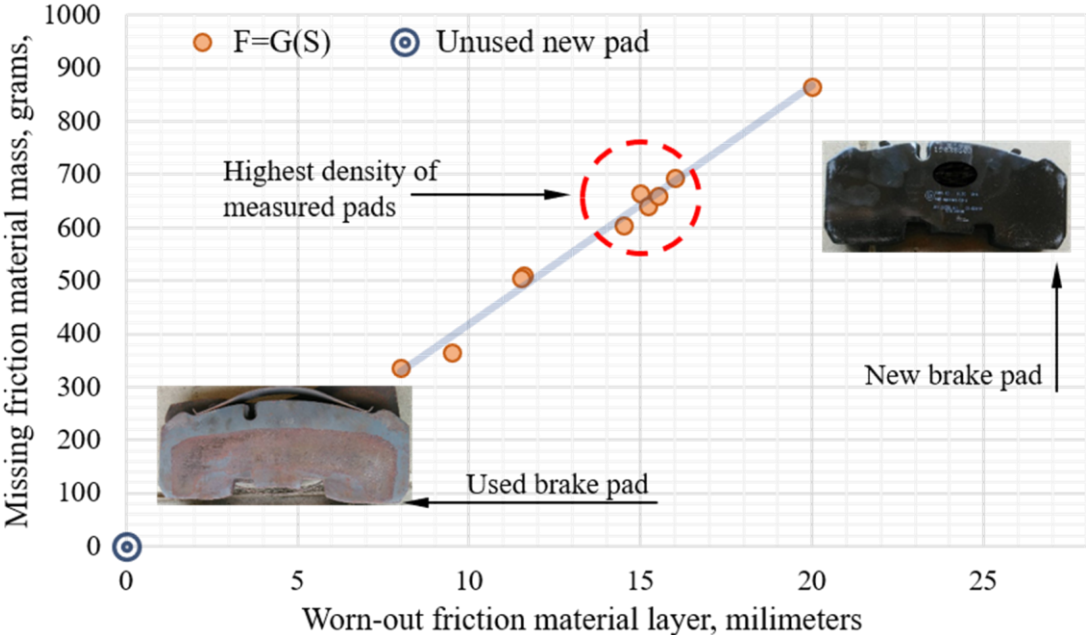 Missing friction material mass, grams,
1000
900
800
700
600
500
400
300
200
100
0
F=G(S)
Unused new pad
Highest density of
measured pads
New brake pad
Used brake pad
0 5 10 15 20 25
Worn-out friction material layer, milimeters